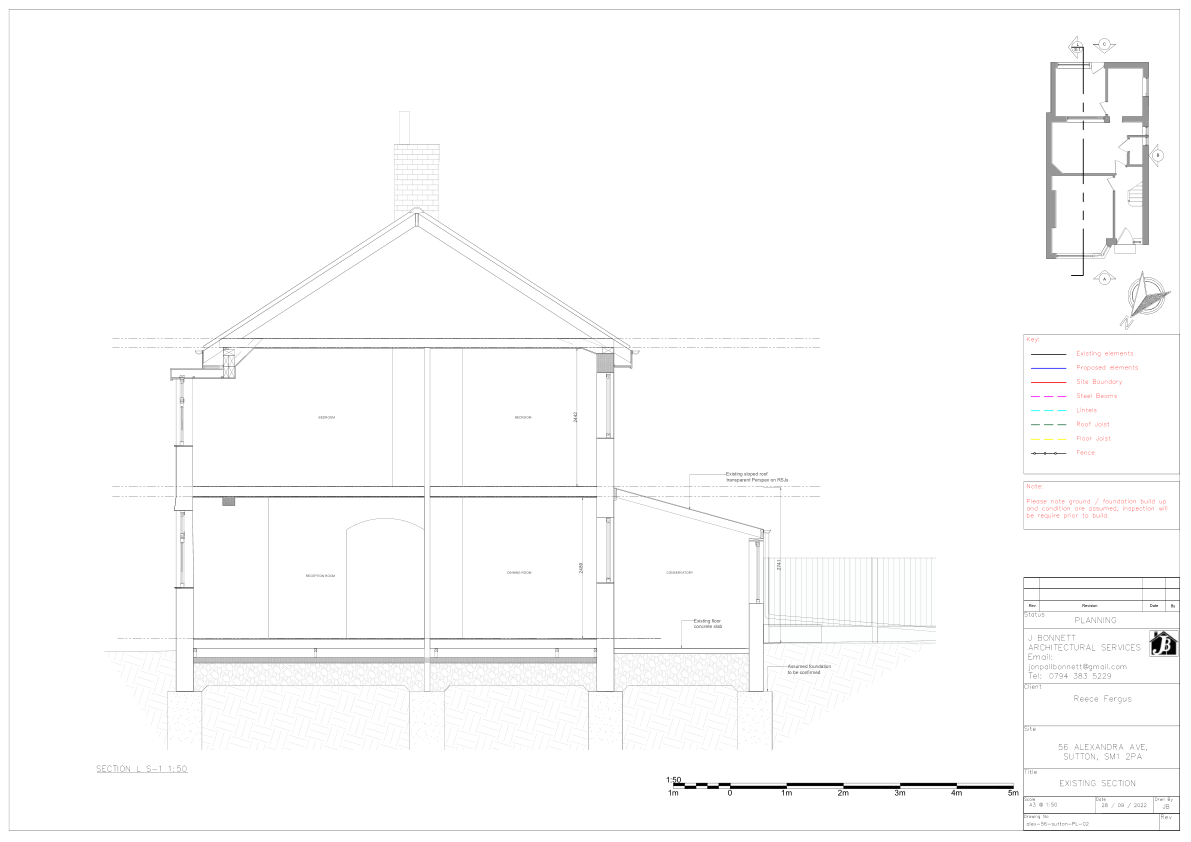 C
B
A
N
Key:
Existing elements
Proposed elements
Site Boundary
Steel Beams
Lintels
Roof Joist
Floor Joist
Fence
Note:
Please note ground / foundation build up
and condition are assumed, inspection will
be require prior to build.
BEDROOM
BEDROOM
2442
Existing sloped roof
transparent Perspex on RSJs
RECEPTION ROOM
DINNING ROOM
2489
CONSERVATORY
2741
Existing floor
concrete slab
Assumed foundation
to be confirmed
SECTION L S-1 1:50
1:50
1m 0 1m 2m 3m 4m 5m
Rev Revision Date By
Status
PLANNING
J BONNETT
ARCHITECTURAL SERVICES
Email:
jonpallbonnett@gmail.com
Tel: 0794 383 5229
JB
Client
Reece Fergus
Site
56 ALEXANDRA AVE,
SUTTON, SM1 2PA
Title
EXISTING SECTION
Scale Date Drwn By
A3 @ 1:50 28 / 09 / 2022 JB
Drawing No Rev
alex-56-sutton-PL-02